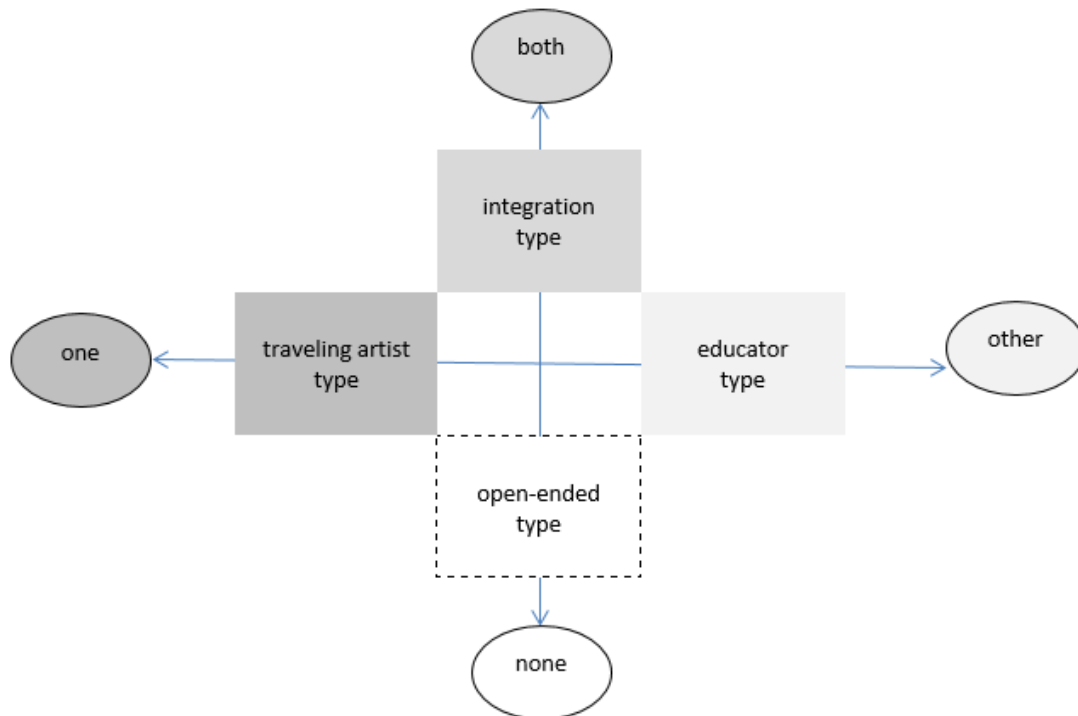 both
integration
type
one
traveling artist
type
educator
type
other
open-ended
type
none